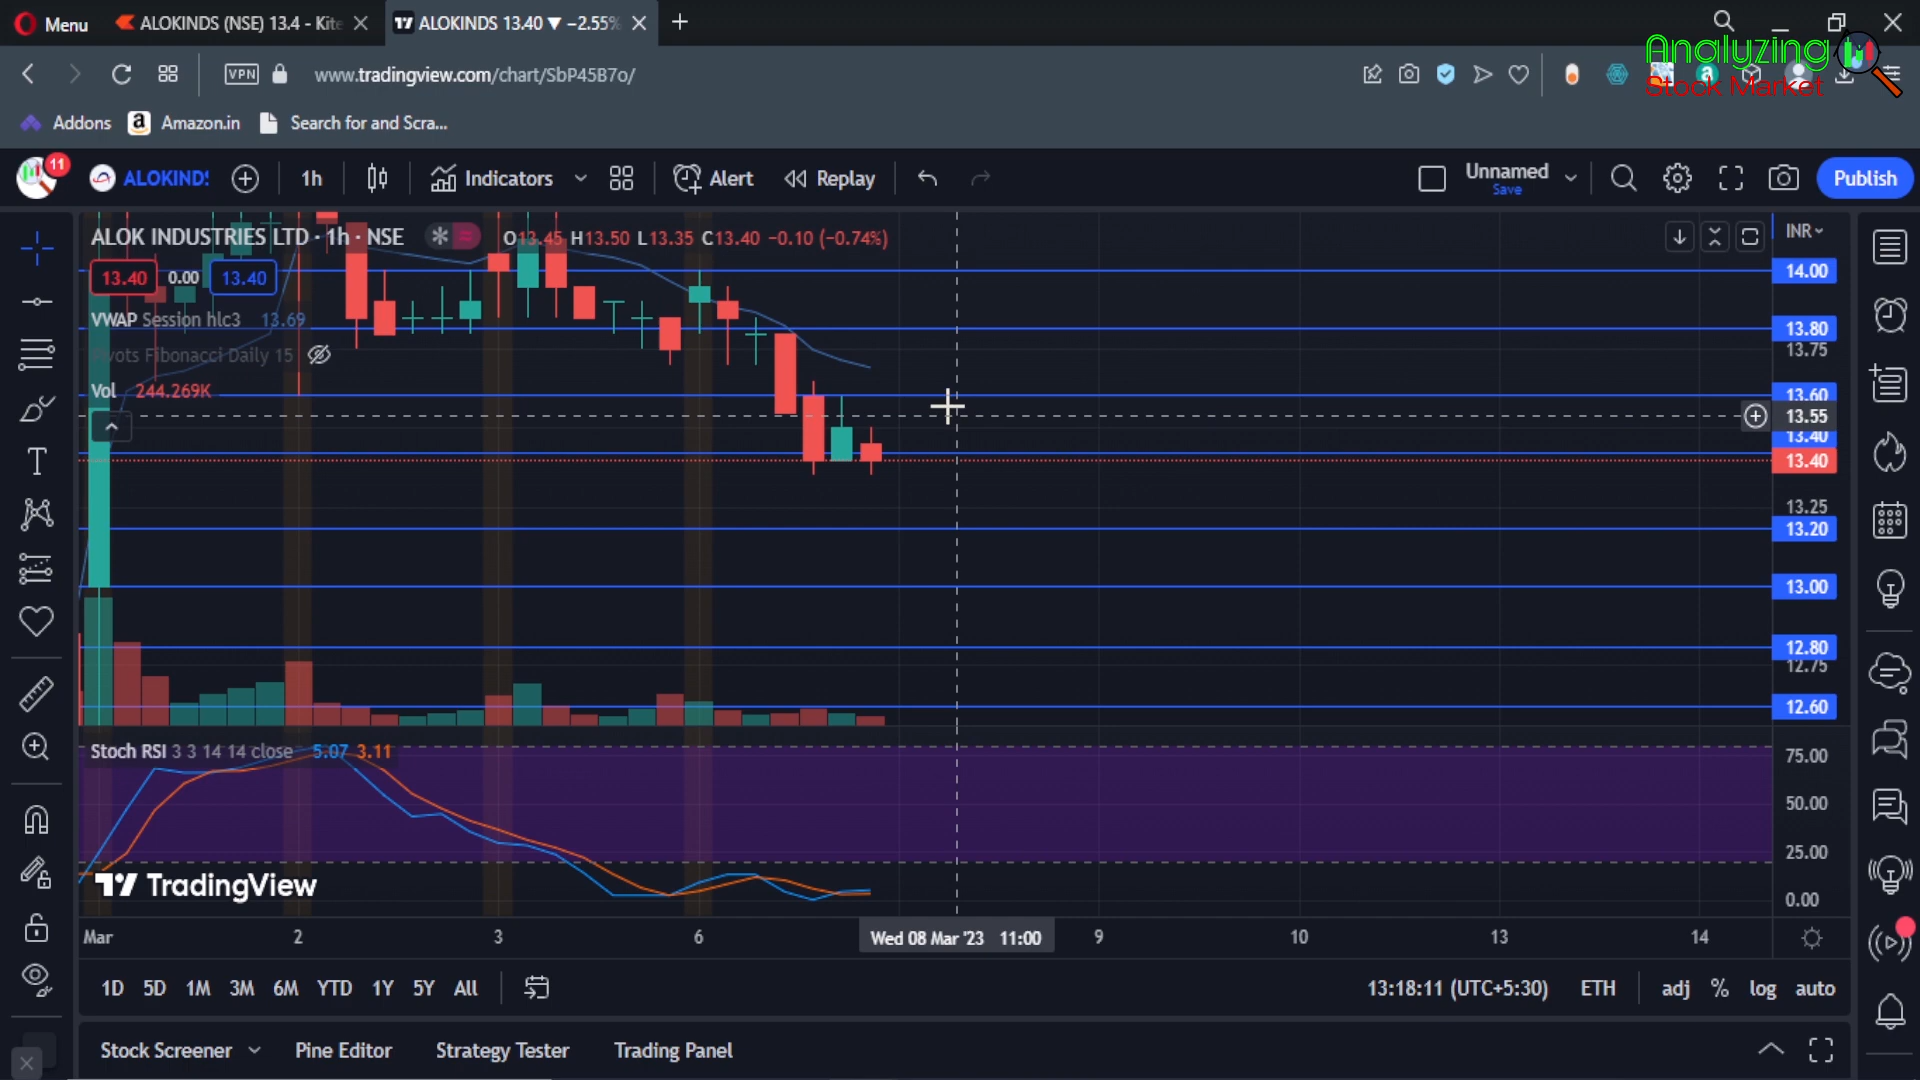 Menu
ALOKINDS (NSE) 13.4 - Kite
ALOKINDS 13.40 ▼ −2.55%
Analyzing
Stock Market
VPN
www.tradingview.com/chart/SbP45B7o/
Addons
Amazon.in
Search for and Scra...
11
ALOKINDS
1h
Indicators
Alert
Replay
Unnamed
Save
Publish
ALOK INDUSTRIES LTD · 1h · NSE
O13.45 H13.50 L13.35 C13.40 −0.10 (−0.74%)
INR
13.40 0.00 13.40
VWAP Session hlc3 13.69
Pivots Fibonacci Daily 15
Vol 244.269K
14.00
13.80
13.75
13.60
13.55
13.40
13.40
13.25
13.20
13.00
12.80
12.75
12.60
Stoch RSI 3 3 14 14 close 5.07 3.11
75.00
50.00
25.00
0.00
TradingView
Mar 2 3 6 Wed 08 Mar '23 11:00 9 10 13 14
1D 5D 1M 3M 6M YTD 1Y 5Y All
13:18:11 (UTC+5:30) ETH adj % log auto
Stock Screener Pine Editor Strategy Tester Trading Panel